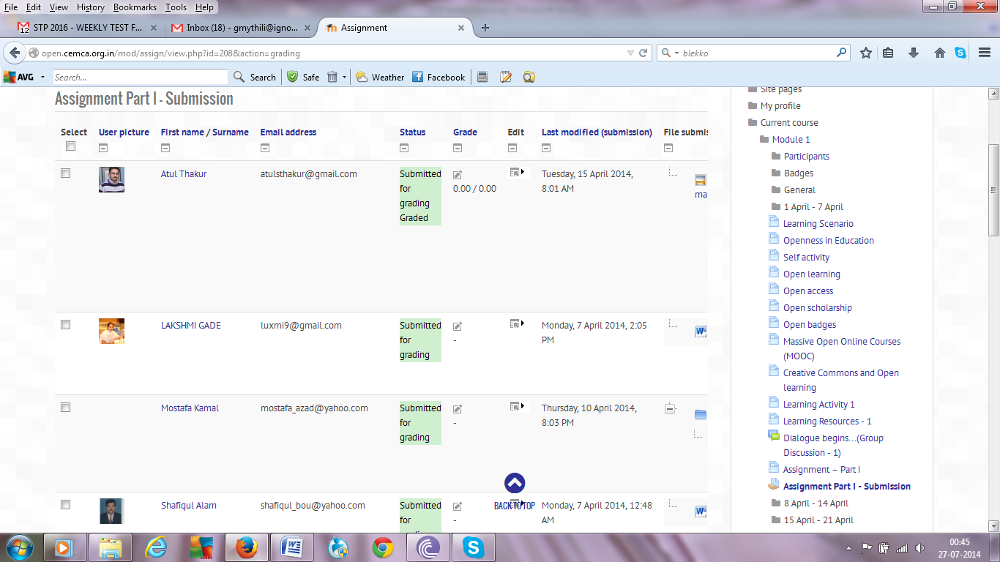 File Edit View History Bookmarks Tools Help
12 STP 2016 - WEEKLY TEST F... Inbox (18) - gmythili@igno... Assignment
open.cemca.org.in/mod/assign/view.php?id=208&action=grading blekko
AVG Search... Search Safe Weather Facebook
Assignment Part I - Submission
Select User picture First name / Surname Email address Status Grade Edit Last modified (submission) File submis
Atul Thakur atulsthakur@gmail.com Submitted for grading Graded 0.00 / 0.00 Tuesday, 15 April 2014, 8:01 AM ma
LAKSHMI GADE luxmi9@gmail.com Submitted for grading - Monday, 7 April 2014, 2:05 PM
Mostafa Kamal mostafa_azad@yahoo.com Submitted for grading - Thursday, 10 April 2014, 8:03 PM
Shafiqul Alam shafiqul_bou@yahoo.com Submitted for - Monday, 7 April 2014, 12:48 AM
BACK TO TOP
Site pages
My profile
Current course
Module 1
Participants
Badges
General
1 April - 7 April
Learning Scenario
Openness in Education
Self activity
Open learning
Open access
Open scholarship
Open badges
Massive Open Online Courses
(MOOC)
Creative Commons and Open
learning
Learning Activity 1
Learning Resources - 1
Dialogue begins...(Group
Discussion - 1)
Assignment – Part I
Assignment Part I - Submission
8 April - 14 April
15 April - 21 April
00:45
27-07-2014